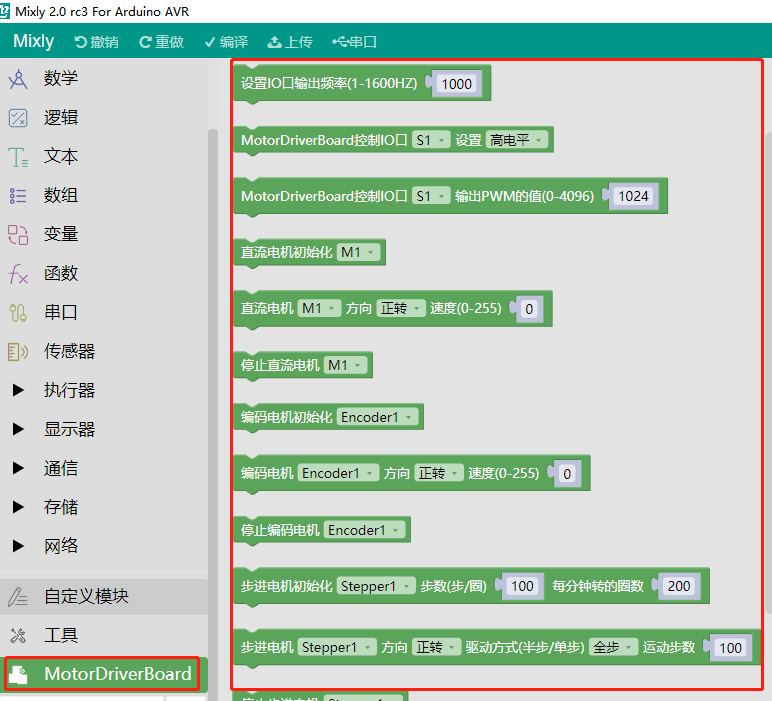 Mixly 2.0 rc3 For Arduino AVR
Mixly 撤销 重做 编译 上传 串口
数学
逻辑
文本
数组
变量
函数
串口
传感器
执行器
显示器
通信
存储
网络
自定义模块
工具
MotorDriverBoard
设置IO口输出频率(1-1600HZ) 1000
MotorDriverBoard控制IO口 S1 设置 高电平
MotorDriverBoard控制IO口 S1 输出PWM的值(0-4096) 1024
直流电机初始化 M1
直流电机 M1 方向 正转 速度(0-255) 0
停止直流电机 M1
编码电机初始化 Encoder1
编码电机 Encoder1 方向 正转 速度(0-255) 0
停止编码电机 Encoder1
步进电机初始化 Stepper1 步数(步/圈) 100 每分钟转的圈数 200
步进电机 Stepper1 方向 正转 驱动方式(半步/单步) 全步 运动步数 100